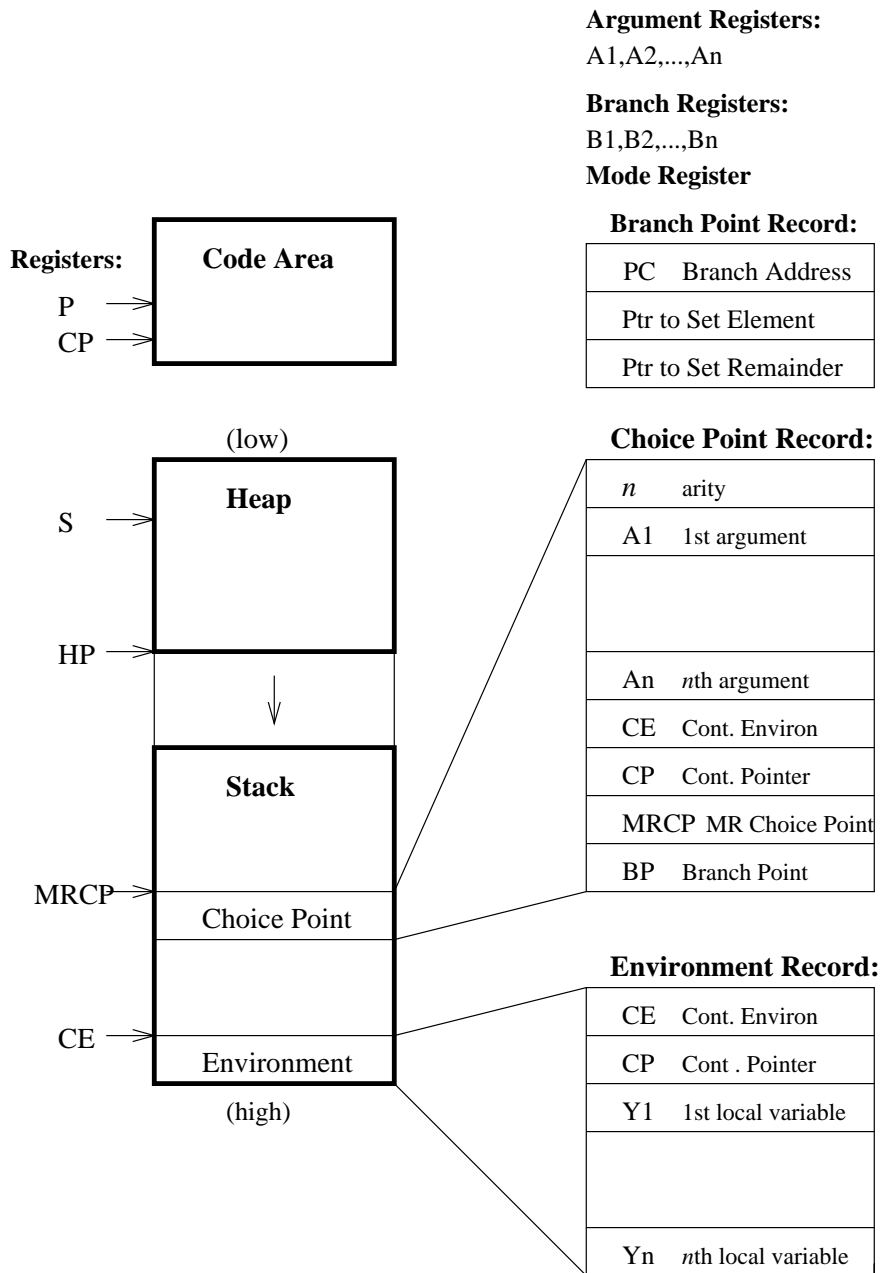 Argument Registers:
A1,A2,...,An
Branch Registers:
B1,B2,...,Bn
Mode Register
Branch Point Record:
PC Branch Address
Ptr to Set Element
Ptr to Set Remainder
Registers:
P
CP
Code Area
(low)
Heap
S
HP
Stack
MRCP
Choice Point
CE
Environment
(high)
Choice Point Record:
n arity
A1 1st argument
An nth argument
CE Cont. Environ
CP Cont. Pointer
MRCP MR Choice Point
BP Branch Point
Environment Record:
CE Cont. Environ
CP Cont . Pointer
Y1 1st local variable
Yn nth local variable